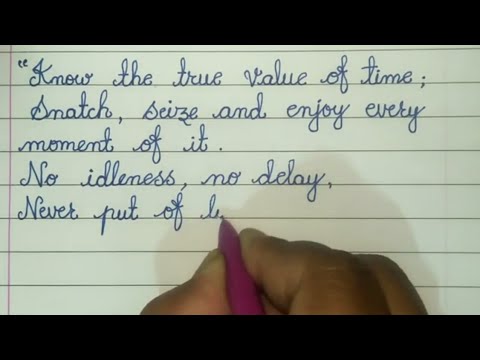 "Know the true value of time;
Snatch, seize and enjoy every
moment of it.
No idleness, no delay,
Never put of